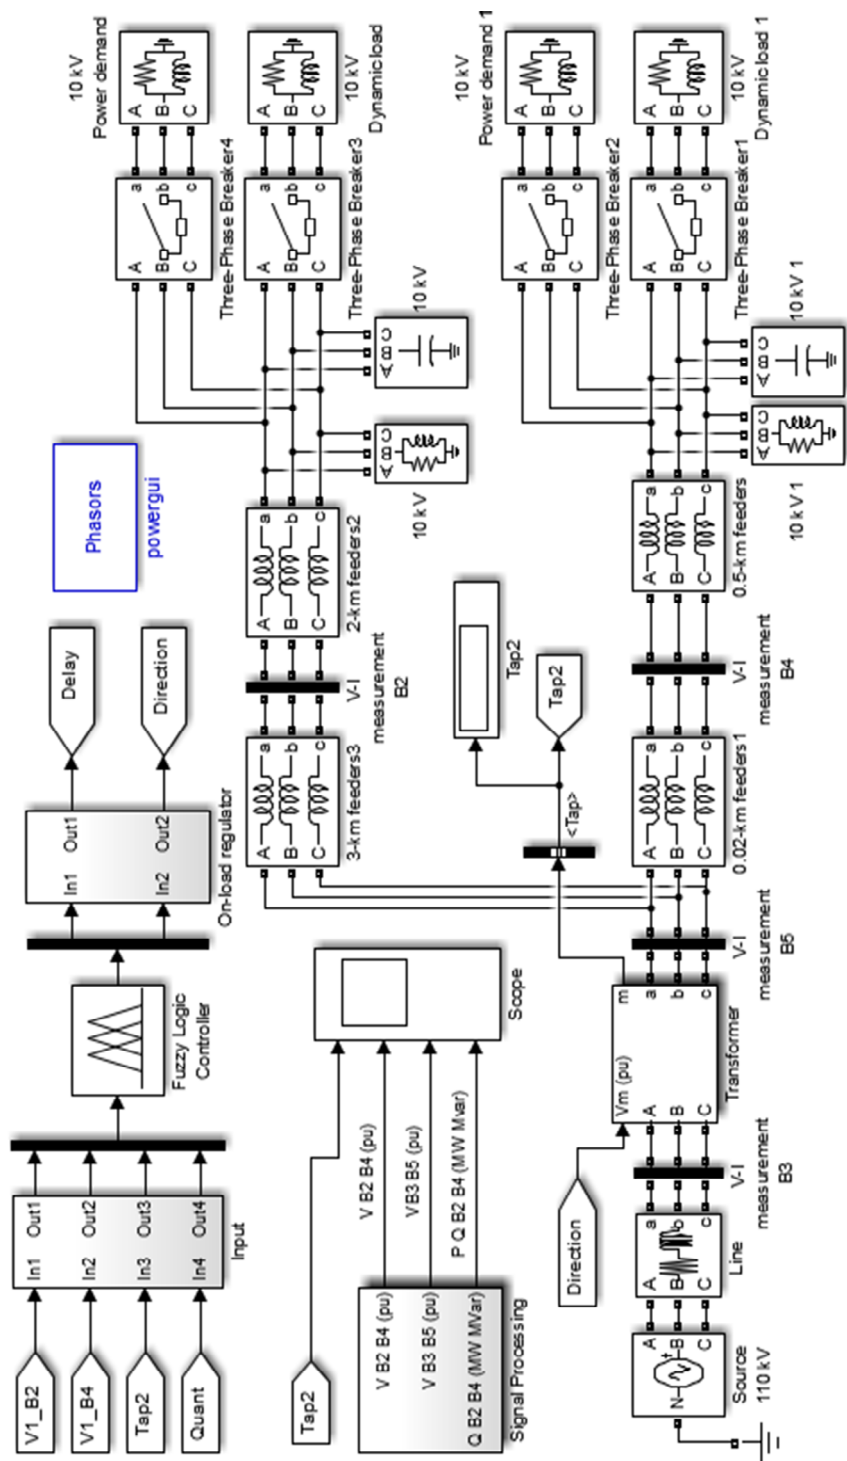 V1_B2
V1_B4
Tap2
Quant
In1
In2
In3
In4
Out1
Out2
Out3
Out4
Input
Fuzzy Logic
Controller
In1
In2
Out1
Out2
On-load regulator
Delay
Direction
Phasors
powergui
Tap2
V B2 B4 (pu)
V B3 B5 (pu)
Q B2 B4 (MW MVar)
Signal Processing
V B2 B4 (pu)
V B3 B5 (pu)
P Q B2 B4 (MW Mvar)
Scope
A
B
C
a
b
c
3-km feeders3
V-I
measurement
B2
A
B
C
a
b
c
2-km feeders2
A
B
C
10 kV
A
B
C
10 kV
A
B
C
a
b
c
Three-Phase Breaker4
A
B
C
10 kV
Power demand
A
B
C
a
b
c
Three-Phase Breaker3
A
B
C
10 kV
Dynamic load
Direction
N
A
B
C
Source
110 kV
A
B
C
a
b
c
Line
V-I
measurement
B3
Vm (pu)
A
B
C
m
a
b
c
Transformer
V-I
measurement
B5
<Tap>
Tap2
Tap2
A
B
C
a
b
c
0.02-km feeders1
V-I
measurement
B4
A
B
C
a
b
c
0.5-km feeders
A
B
C
10 kV 1
A
B
C
10 kV 1
A
B
C
a
b
c
Three-Phase Breaker2
A
B
C
10 kV
Power demand 1
A
B
C
a
b
c
Three-Phase Breaker1
A
B
C
10 kV
Dynamic load 1